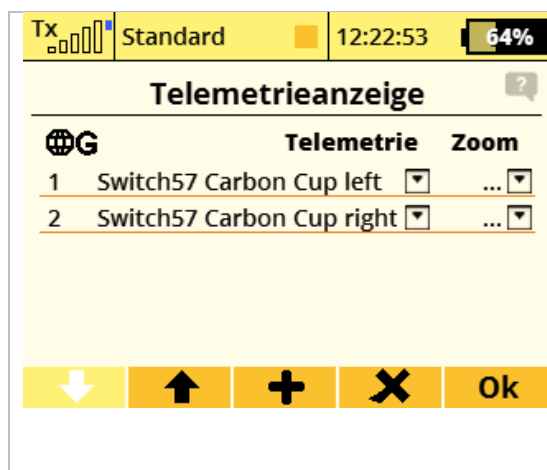 Tx Standard 12:22:53 64%
Telemetrieanzeige ?
G Telemetrie Zoom
1 Switch57 Carbon Cup left ...
2 Switch57 Carbon Cup right ...
Ok